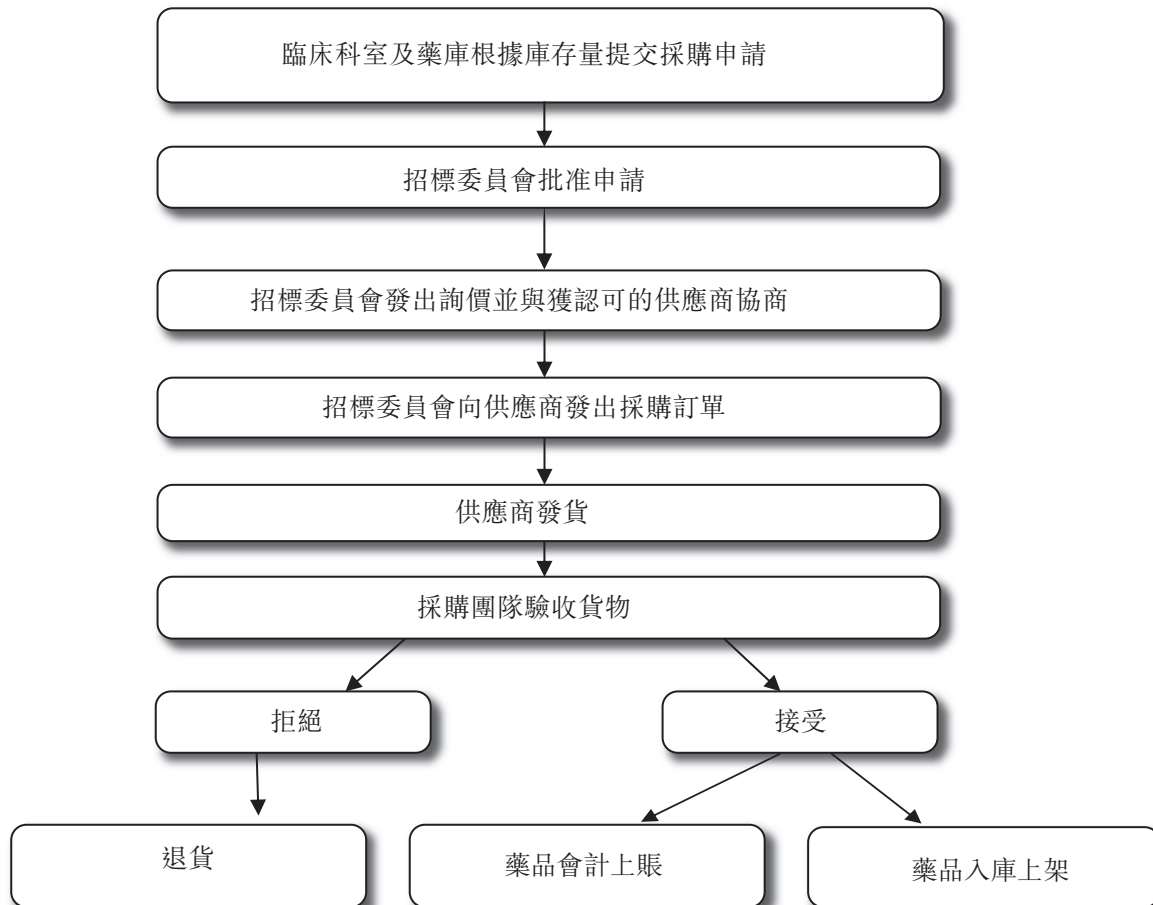 臨床科室及藥庫根據庫存量提交採購申請
招標委員會批准申請
招標委員會發出詢價並與獲認可的供應商協商
招標委員會向供應商發出採購訂單
供應商發貨
採購團隊驗收貨物
拒絕
接受
退貨
藥品會計上賬
藥品入庫上架